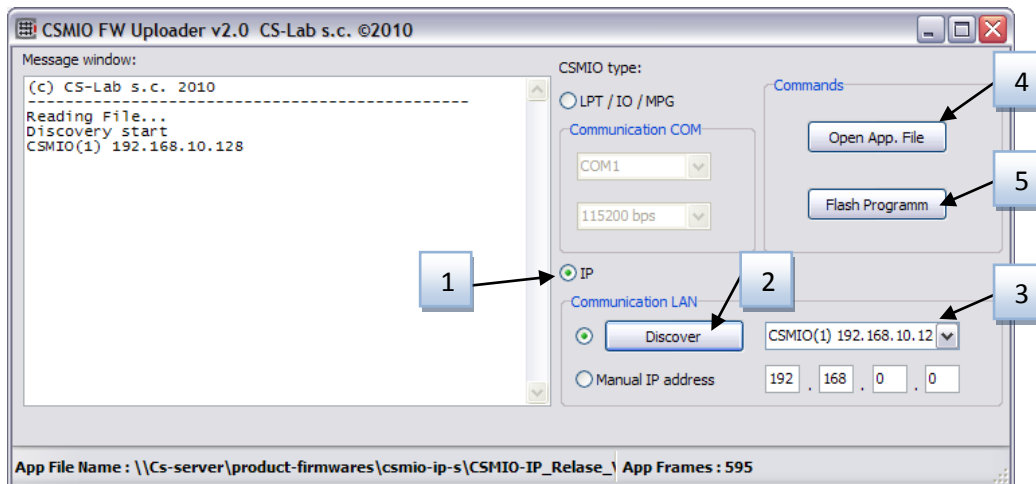 CSMIO FW Uploader v2.0 CS-Lab s.c. ©2010
Message window:
(c) CS-Lab s.c. 2010
------------------------------------------------
Reading File...
Discovery start
CSMIO(1) 192.168.10.128
CSMIO type:
LPT / IO / MPG
Communication COM
COM1
115200 bps
Commands
Open App. File
Flash Programm
4
5
1
IP
2
3
Communication LAN
Discover
CSMIO(1) 192.168.10.12
Manual IP address
192 . 168 . 0 . 0
App File Name : \\Cs-server\product-firmwares\csmio-ip-s\CSMIO-IP_Relase_\ App Frames : 595